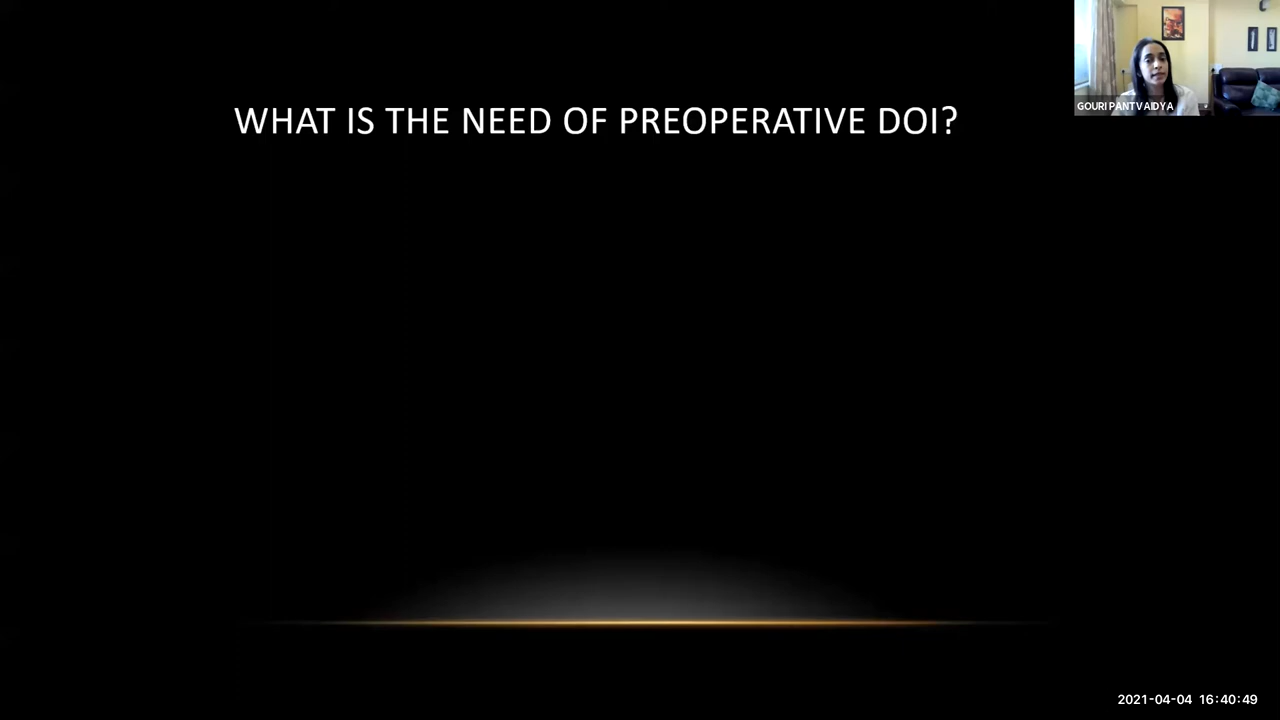 WHAT IS THE NEED OF PREOPERATIVE DOI?
GOURI PANTVAIDYA
2021-04-04 16:40:49